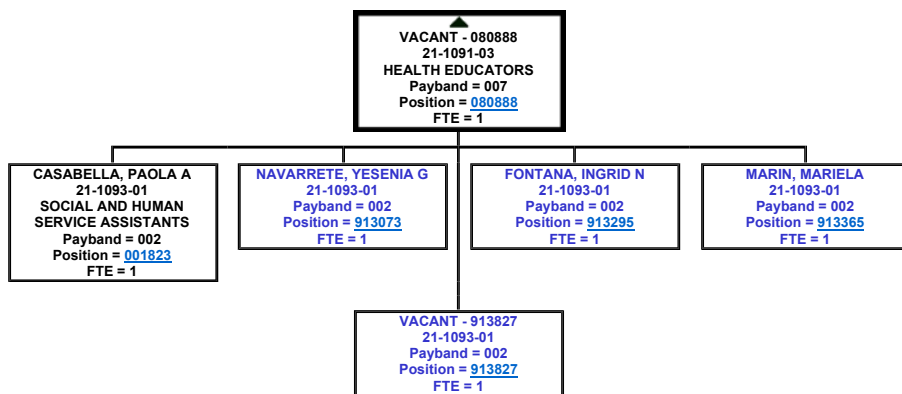 VACANT - 080888
21-1091-03
HEALTH EDUCATORS
Payband = 007
Position = 080888
FTE = 1
CASABELLA, PAOLA A
21-1093-01
SOCIAL AND HUMAN
SERVICE ASSISTANTS
Payband = 002
Position = 001823
FTE = 1
NAVARRETE, YESENIA G
21-1093-01
Payband = 002
Position = 913073
FTE = 1
FONTANA, INGRID N
21-1093-01
Payband = 002
Position = 913295
FTE = 1
MARIN, MARIELA
21-1093-01
Payband = 002
Position = 913365
FTE = 1
VACANT - 913827
21-1093-01
Payband = 002
Position = 913827
FTE = 1